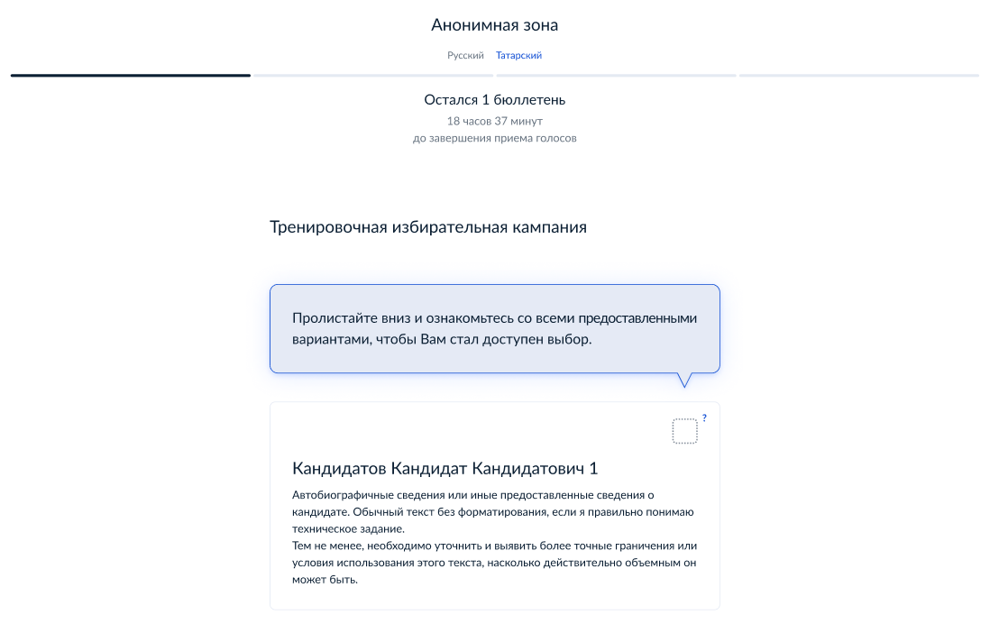 Анонимная зона
Русский Татарский
Остался 1 бюллетень
18 часов 37 минут
до завершения приема голосов
Тренировочная избирательная кампания
Пролистайте вниз и ознакомьтесь со всеми предоставленными
вариантами, чтобы Вам стал доступен выбор.
?
Кандидатов Кандидат Кандидатович 1
Автобиографичные сведения или иные предоставленные сведения о
кандидате. Обычный текст без форматирования, если я правильно понимаю
техническое задание.
Тем не менее, необходимо уточнить и выявить более точные граничения или
условия использования этого текста, насколько действительно объемным он
может быть.